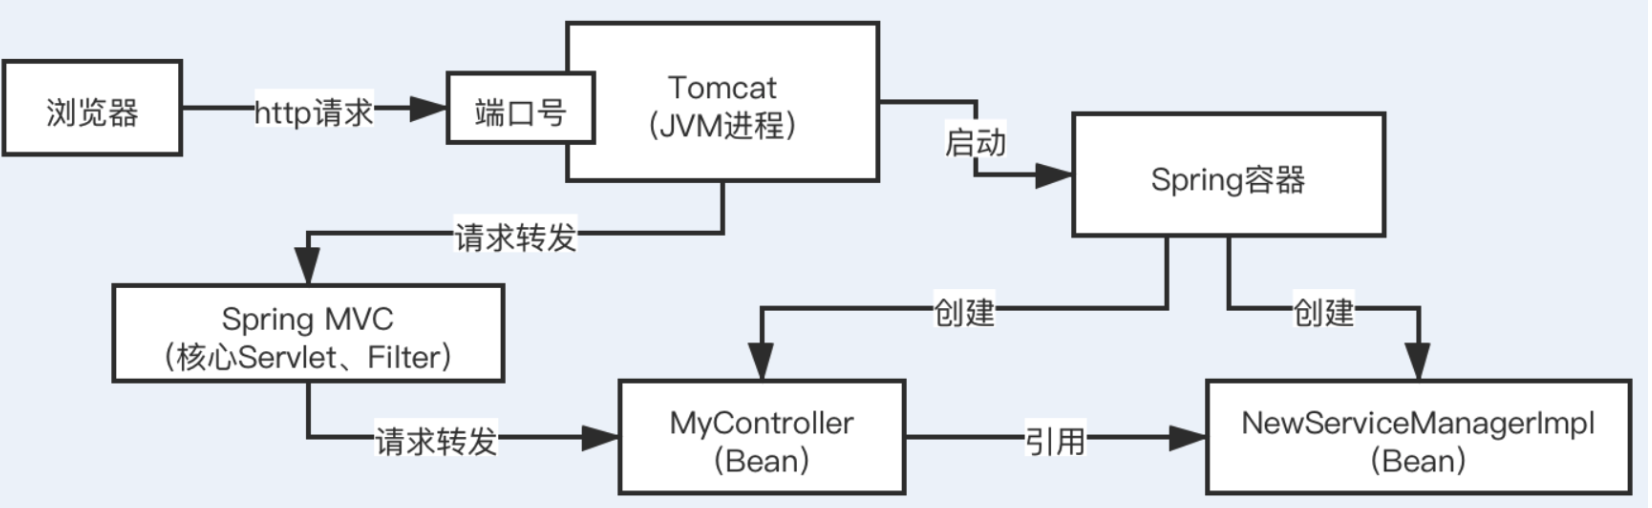 浏览器
http请求
端口号
Tomcat
（JVM进程）
启动
Spring容器
请求转发
Spring MVC
（核心Servlet、Filter）
创建
创建
请求转发
MyController
（Bean）
引用
NewServiceManagerImpl
（Bean）